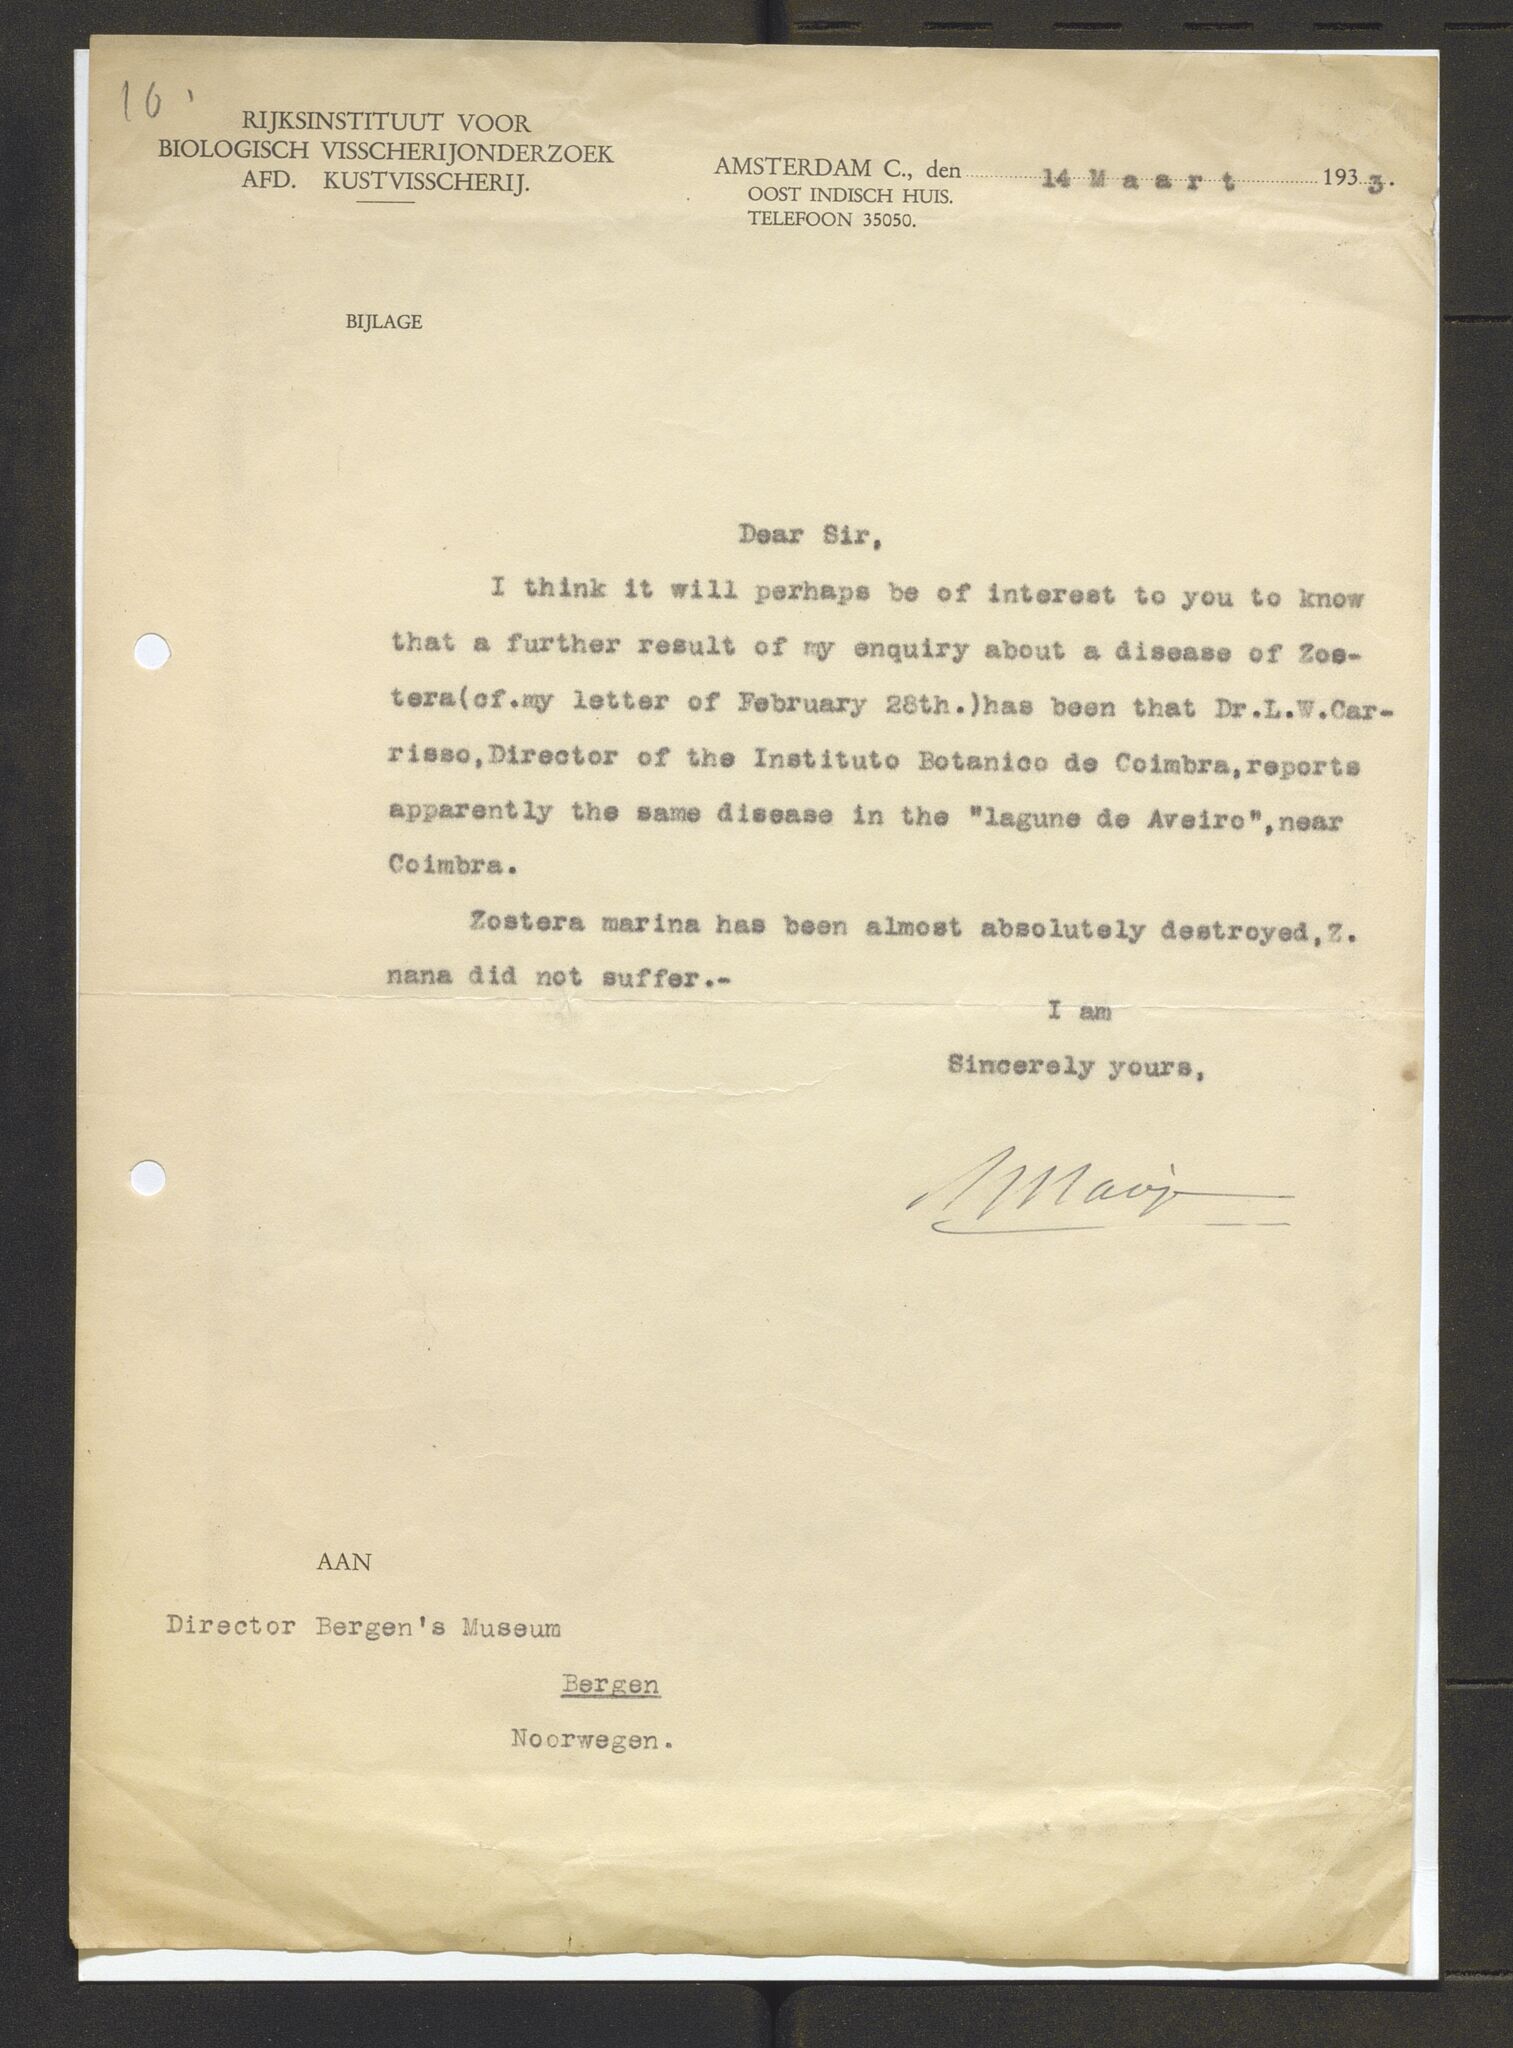 10
RIJKSINSTITUUT VOOR
BIOLOGISCH VISSCHERIJONDERZOEK
AFD. KUSTVISSCHERIJ.
AMSTERDAM C., den 14 Maart 1933.
OOST INDISCH HUIS.
TELEFOON 35050.
BIJLAGE
Dear Sir,
I think it will perhaps be of interest to you to know
that a further result of my enquiry about a disease of Zos-
tera(cf.my letter of February 28th.)has been that Dr.L.W.Car-
risso,Director of the Instituto Botanico de Coimbra,reports
apparently the same disease in the "lagune de Aveiro",near
Coimbra.
Zostera marina has been almost absolutely destroyed,Z.
nana did not suffer.-
I am
Sincerely yours,
AAN
Director Bergen's Museum
Bergen
Noorwegen.